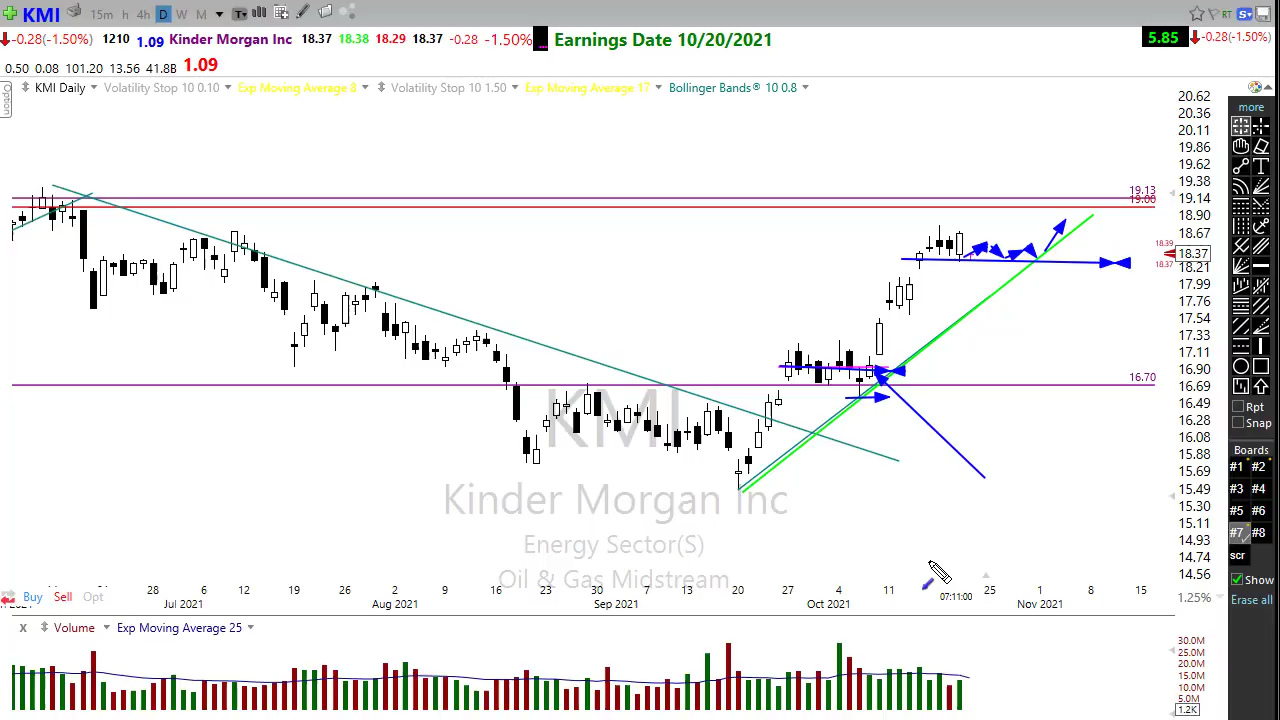 KMI 15m h 4h D W M T RT S
-0.28(-1.50%) 1210 1.09 Kinder Morgan Inc 18.37 18.38 18.29 18.37 -0.28 -1.50% Earnings Date 10/20/2021 5.85 -0.28(-1.50%)
0.50 0.08 101.20 13.56 41.8B 1.09
Option KMI Daily Volatility Stop 10 0.10 Exp Moving Average 8 Volatility Stop 10 1.50 Exp Moving Average 17 Bollinger Bands® 10 0.8
20.62
20.36
20.11
19.86
19.62
19.38
19.13 19.14
19.00
18.90
18.67
18.39
18.37
18.37
18.21
17.99
17.76
17.54
17.33
17.11
16.90
16.70 16.69
16.49
16.28
16.08
15.88
15.69
15.49
15.30
15.11
14.93
14.74
14.56
KMI
Kinder Morgan Inc
Energy Sector(S)
Oil & Gas Midstream
more
T
Rpt
Snap
Boards
#1 #2
#3 #4
#5 #6
#7 #8
scr
Show
Erase all
28 6 12 19 26 2 9 16 23 30 7 13 20 27 4 11 07:11:00 25 1 8 15
Buy Sell Opt 1.25%
Jul 2021 Aug 2021 Sep 2021 Oct 2021 Nov 2021
X Volume Exp Moving Average 25
30.0M
25.0M
20.0M
15.0M
10.0M
5.0M
1.2K